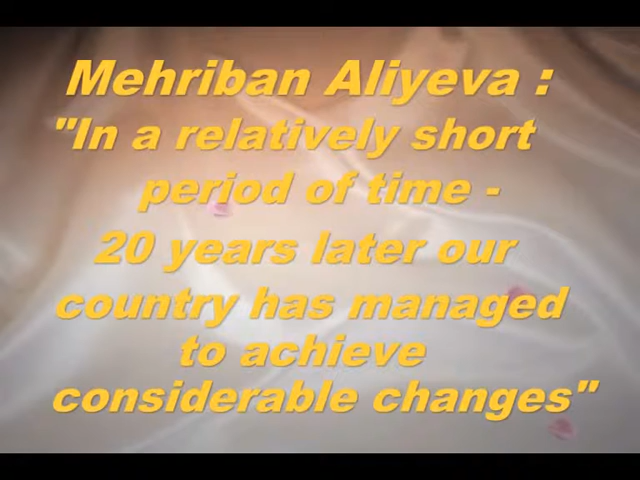 Mehriban Aliyeva :
"In a relatively short
period of time -
20 years later our
country has managed
to achieve
considerable changes"